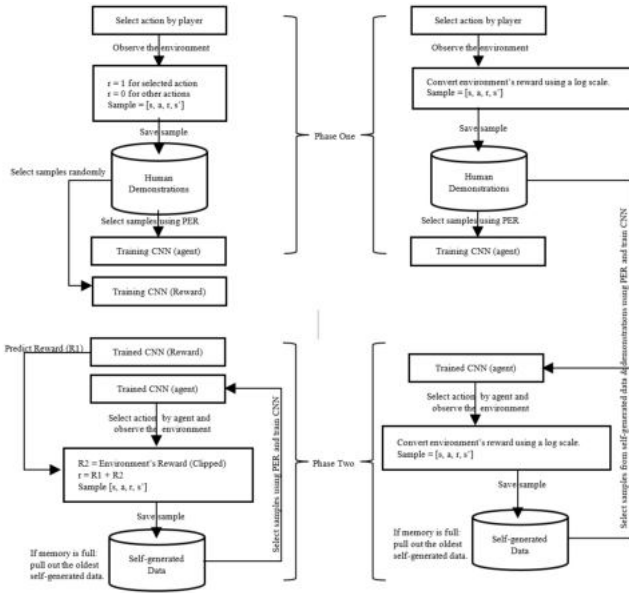 Select action by player
Observe the environment
r = 1 for selected action
r = 0 for other actions
Sample = [s, a, r, s’]
Save sample
Select samples randomly
Human
Demonstrations
Select samples using PER
Training CNN (agent)
Training CNN (Reward)
Phase One
Select action by player
Observe the environment
Convert environment’s reward using a log scale.
Sample = [s, a, r, s’]
Save sample
Human
Demonstrations
Select samples using PER
Training CNN (agent)
Predict Reward (R1)
Trained CNN (Reward)
Trained CNN (agent)
Select action by agent and
observe the environment
R2 = Environment’s Reward (Clipped)
r = R1 + R2
Sample [s, a, r, s’]
Save sample
If memory is full:
pull out the oldest
self-generated data.
Self-generated
Data
Select samples using PER and train CNN
Phase Two
Trained CNN (agent)
Select action by agent and
observe the environment
Convert environment’s reward using a log scale.
Sample = [s, a, r, s’]
Save sample
If memory is full:
pull out the oldest
self-generated data.
Self-generated
Data
Select samples from self-generated data &demonstrations using PER and train CNN